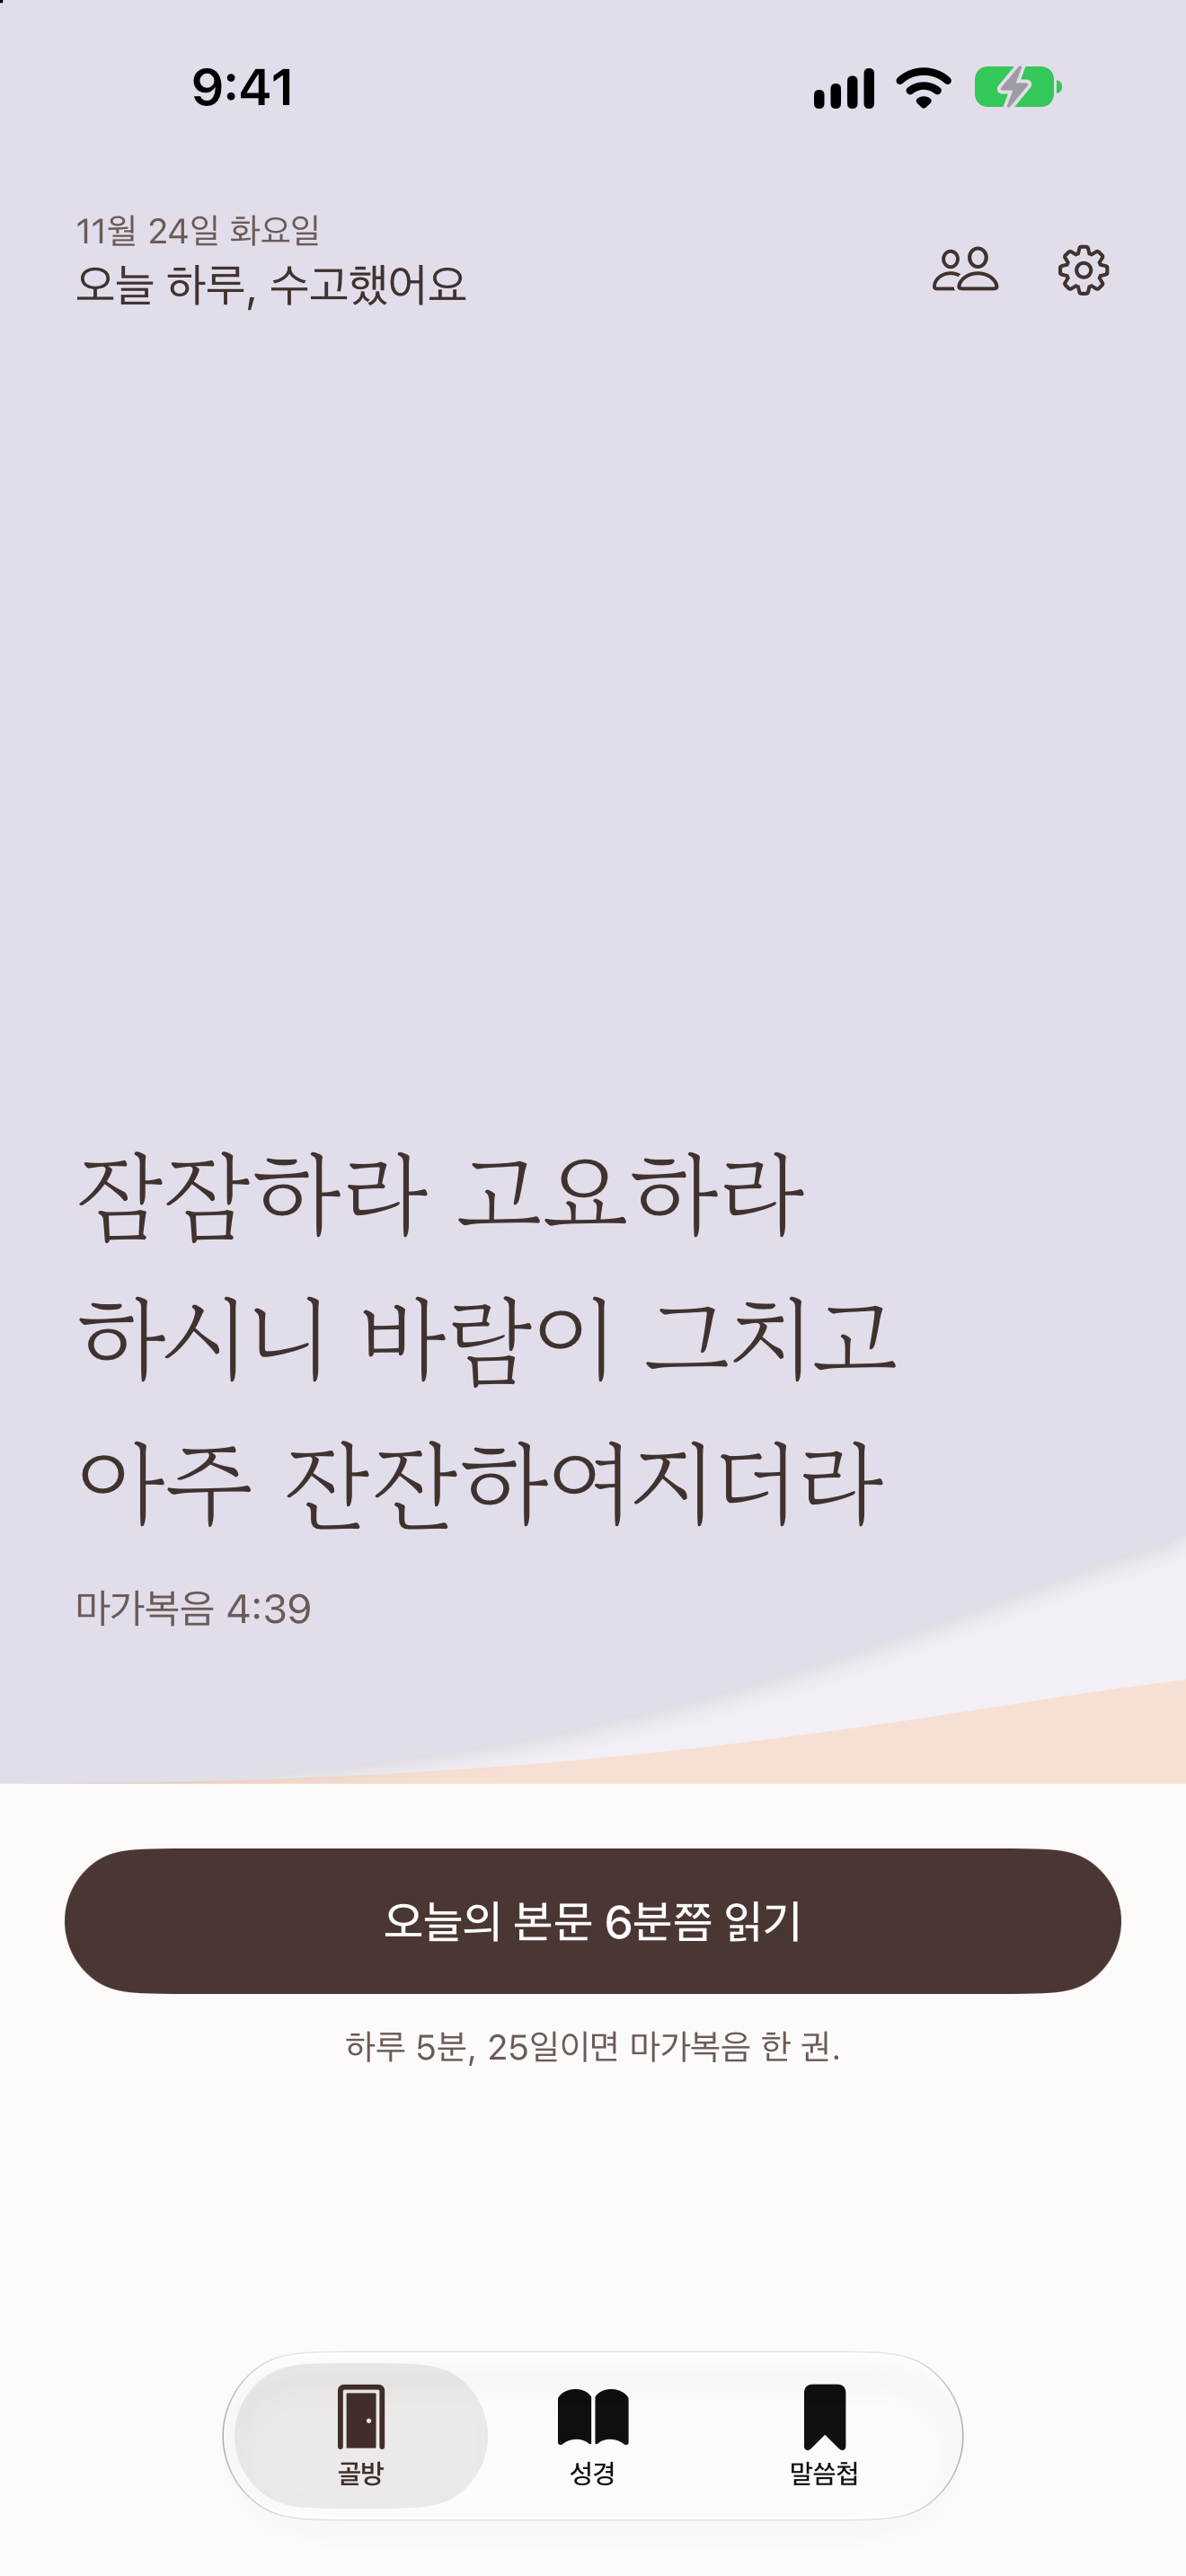 9:41
11월 24일 화요일
오늘 하루, 수고했어요
잠잠하라 고요하라
하시니 바람이 그치고
아주 잔잔하여지더라
마가복음 4:39
오늘의 본문 6분쯤 읽기
하루 5분, 25일이면 마가복음 한 권.
골방
성경
말씀첩